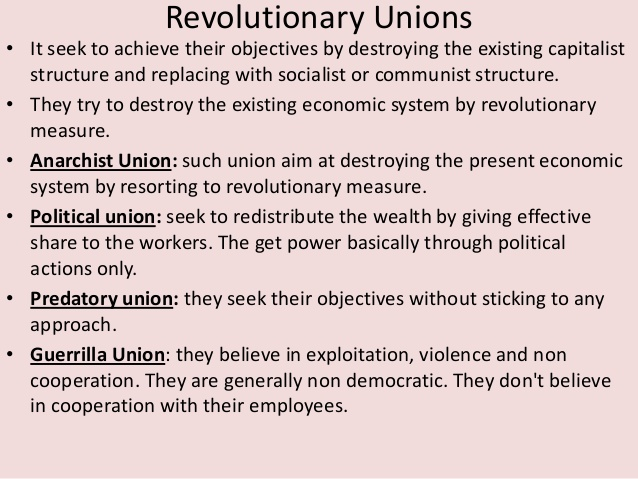 Revolutionary Unions
• It seek to achieve their objectives by destroying the existing capitalist
structure and replacing with socialist or communist structure.
• They try to destroy the existing economic system by revolutionary
measure.
• Anarchist Union: such union aim at destroying the present economic
system by resorting to revolutionary measure.
• Political union: seek to redistribute the wealth by giving effective
share to the workers. The get power basically through political
actions only.
• Predatory union: they seek their objectives without sticking to any
approach.
• Guerrilla Union: they believe in exploitation, violence and non
cooperation. They are generally non democratic. They don't believe
in cooperation with their employees.